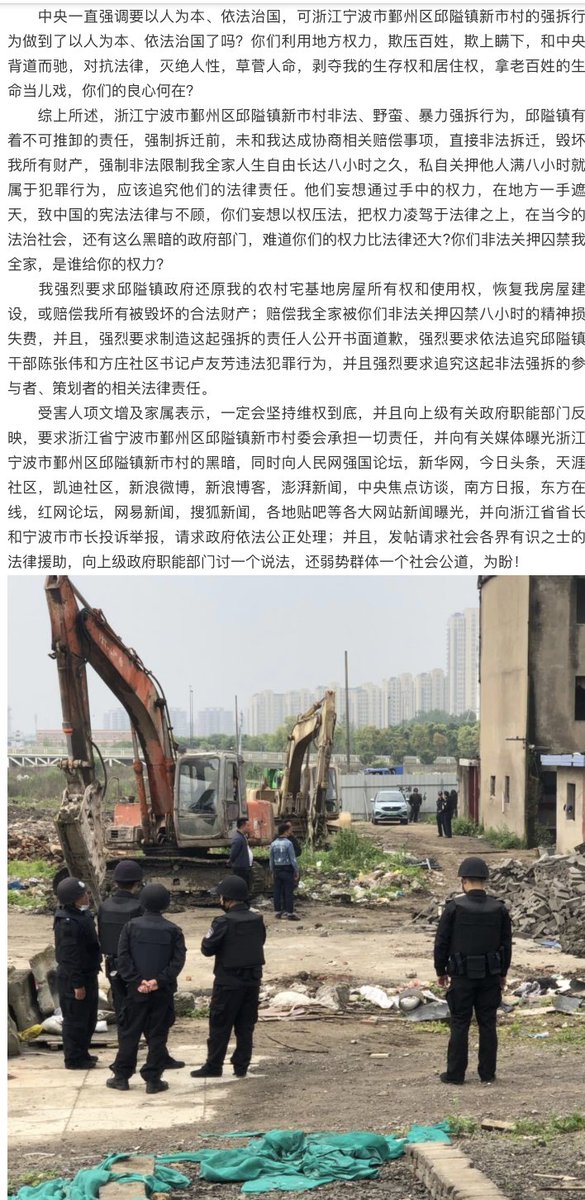 中央一直强调要以人为本、依法治国，可浙江宁波市鄞州区邱隘镇新市村的强拆行
为做到了以人为本、依法治国了吗？你们利用地方权力，欺压百姓，欺上瞒下，和中央
背道而驰，对抗法律，灭绝人性，草菅人命，剥夺我的生存权和居住权，拿老百姓的生
命当儿戏，你们的良心何在？
综上所述，浙江宁波市鄞州区邱隘镇新市村非法、野蛮、暴力强拆行为，邱隘镇有
着不可推卸的责任，强制拆迁前，未和我达成协商相关赔偿事项，直接非法拆迁，毁坏
我所有财产，强制非法限制我全家人生自由长达八小时之久，私自关押他人满八小时就
属于犯罪行为，应该追究他们的法律责任。他们妄想通过手中的权力，在地方一手遮
天，致中国的宪法法律与不顾，你们妄想以权压法，把权力凌驾于法律之上，在当今的
法治社会，还有这么黑暗的政府部门，难道你们的权力比法律还大?你们非法关押囚禁我
全家，是谁给你的权力？
我强烈要求邱隘镇政府还原我的农村宅基地房屋所有权和使用权，恢复我房屋建
设，或赔偿我所有被毁坏的合法财产；赔偿我全家被你们非法关押囚禁八小时的精神损
失费，并且，强烈要求制造这起强拆的责任人公开书面道歉，强烈要求依法追究邱隘镇
干部陈张伟和方庄社区书记卢友芳违法犯罪行为，并且强烈要求追究这起非法强拆的参
与者、策划者的相关法律责任。
受害人项文增及家属表示，一定会坚持维权到底，并且向上级有关政府职能部门反
映，要求浙江省宁波市鄞州区邱隘镇新市村委会承担一切责任，并向有关媒体曝光浙江
宁波市鄞州区邱隘镇新市村的黑暗，同时向人民网强国论坛，新华网，今日头条，天涯
社区，凯迪社区，新浪微博，新浪博客，澎湃新闻，中央焦点访谈，南方日报，东方在
线，红网论坛，网易新闻，搜狐新闻，各地贴吧等各大网站新闻曝光，并向浙江省省长
和宁波市市长投诉举报，请求政府依法公正处理；并且，发帖请求社会各界有识之士的
法律援助，向上级政府职能部门讨一个说法，还弱势群体一个社会公道，为盼！